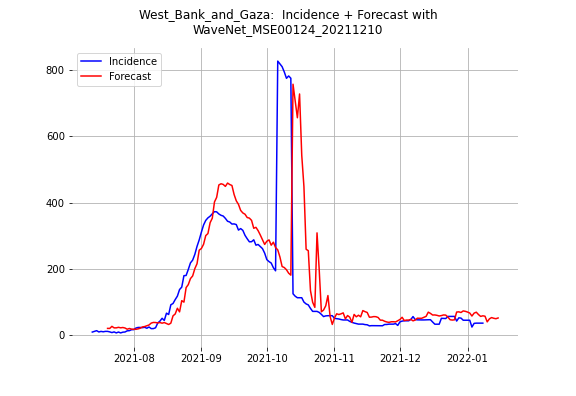 West_Bank_and_Gaza:  Incidence + Forecast with
WaveNet_MSE00124_20211210
Incidence
Forecast
800
600
400
200
0
2021-08 2021-09 2021-10 2021-11 2021-12 2022-01